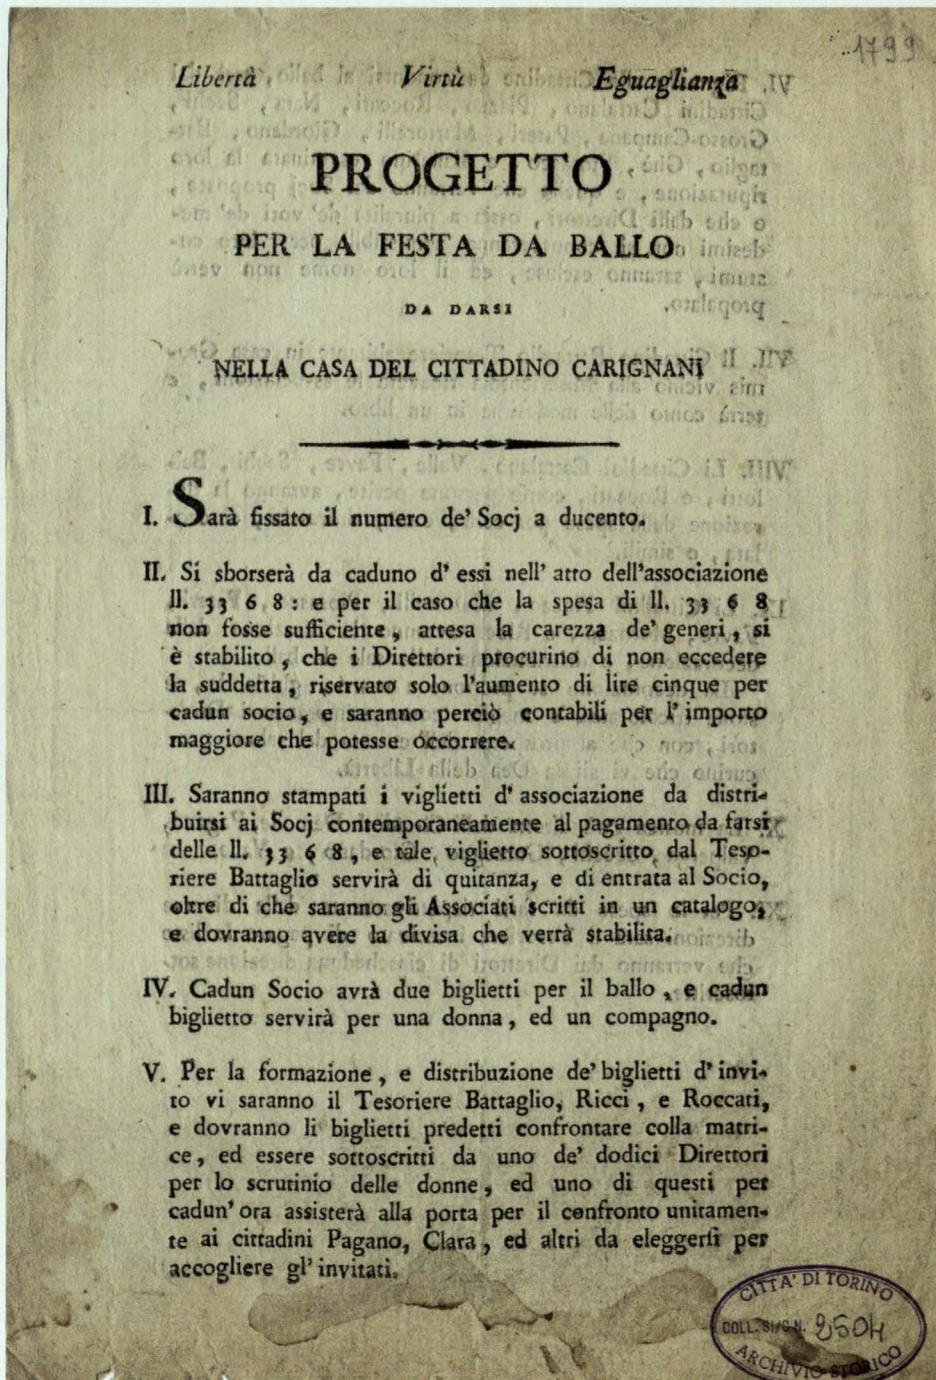 1799
Libertà Virtù Eguaglianza
PROGETTO
PER LA FESTA DA BALLO
DA DARSI
NELLA CASA DEL CITTADINO CARIGNANI
I. Sarà fissato il numero de' Socj a ducento.
II. Si sborserà da caduno d' essi nell' atto dell'associazione
ll. 33 6 8: e per il caso che la spesa di ll. 33 6 8
non fosse sufficiente, attesa la carezza de' generi, si
è stabilito, che i Direttori procurino di non eccedere
la suddetta, riservato solo l'aumento di lire cinque per
cadun socio, e saranno perciò contabili per l' importo
maggiore che potesse occorrere.
III. Saranno stampati i viglietti d' associazione da distri-
buirsi ai Socj contemporaneamente al pagamento da farsi
delle ll. 33 6 8, e tale viglietto sottoscritto dal Teso-
riere Battaglio servirà di quitanza, e di entrata al Socio,
oltre di che saranno gli Associati scritti in un catalogo,
e dovranno avere la divisa che verrà stabilita.
IV. Cadun Socio avrà due biglietti per il ballo, e cadun
biglietto servirà per una donna, ed un compagno.
V. Per la formazione, e distribuzione de' biglietti d' invi-
to vi saranno il Tesoriere Battaglio, Ricci, e Roccati,
e dovranno li biglietti predetti confrontare colla matri-
ce, ed essere sottoscritti da uno de' dodici Direttori
per lo scrutinio delle donne, ed uno di questi per
cadun' ora assisterà alla porta per il confronto unitamen-
te ai cittadini Pagano, Clara, ed altri da eleggersi per
accogliere gl' invitati.
CITTA' DI TORINO
COLL. SI/C.N. 2504
ARCHIVIO STORICO